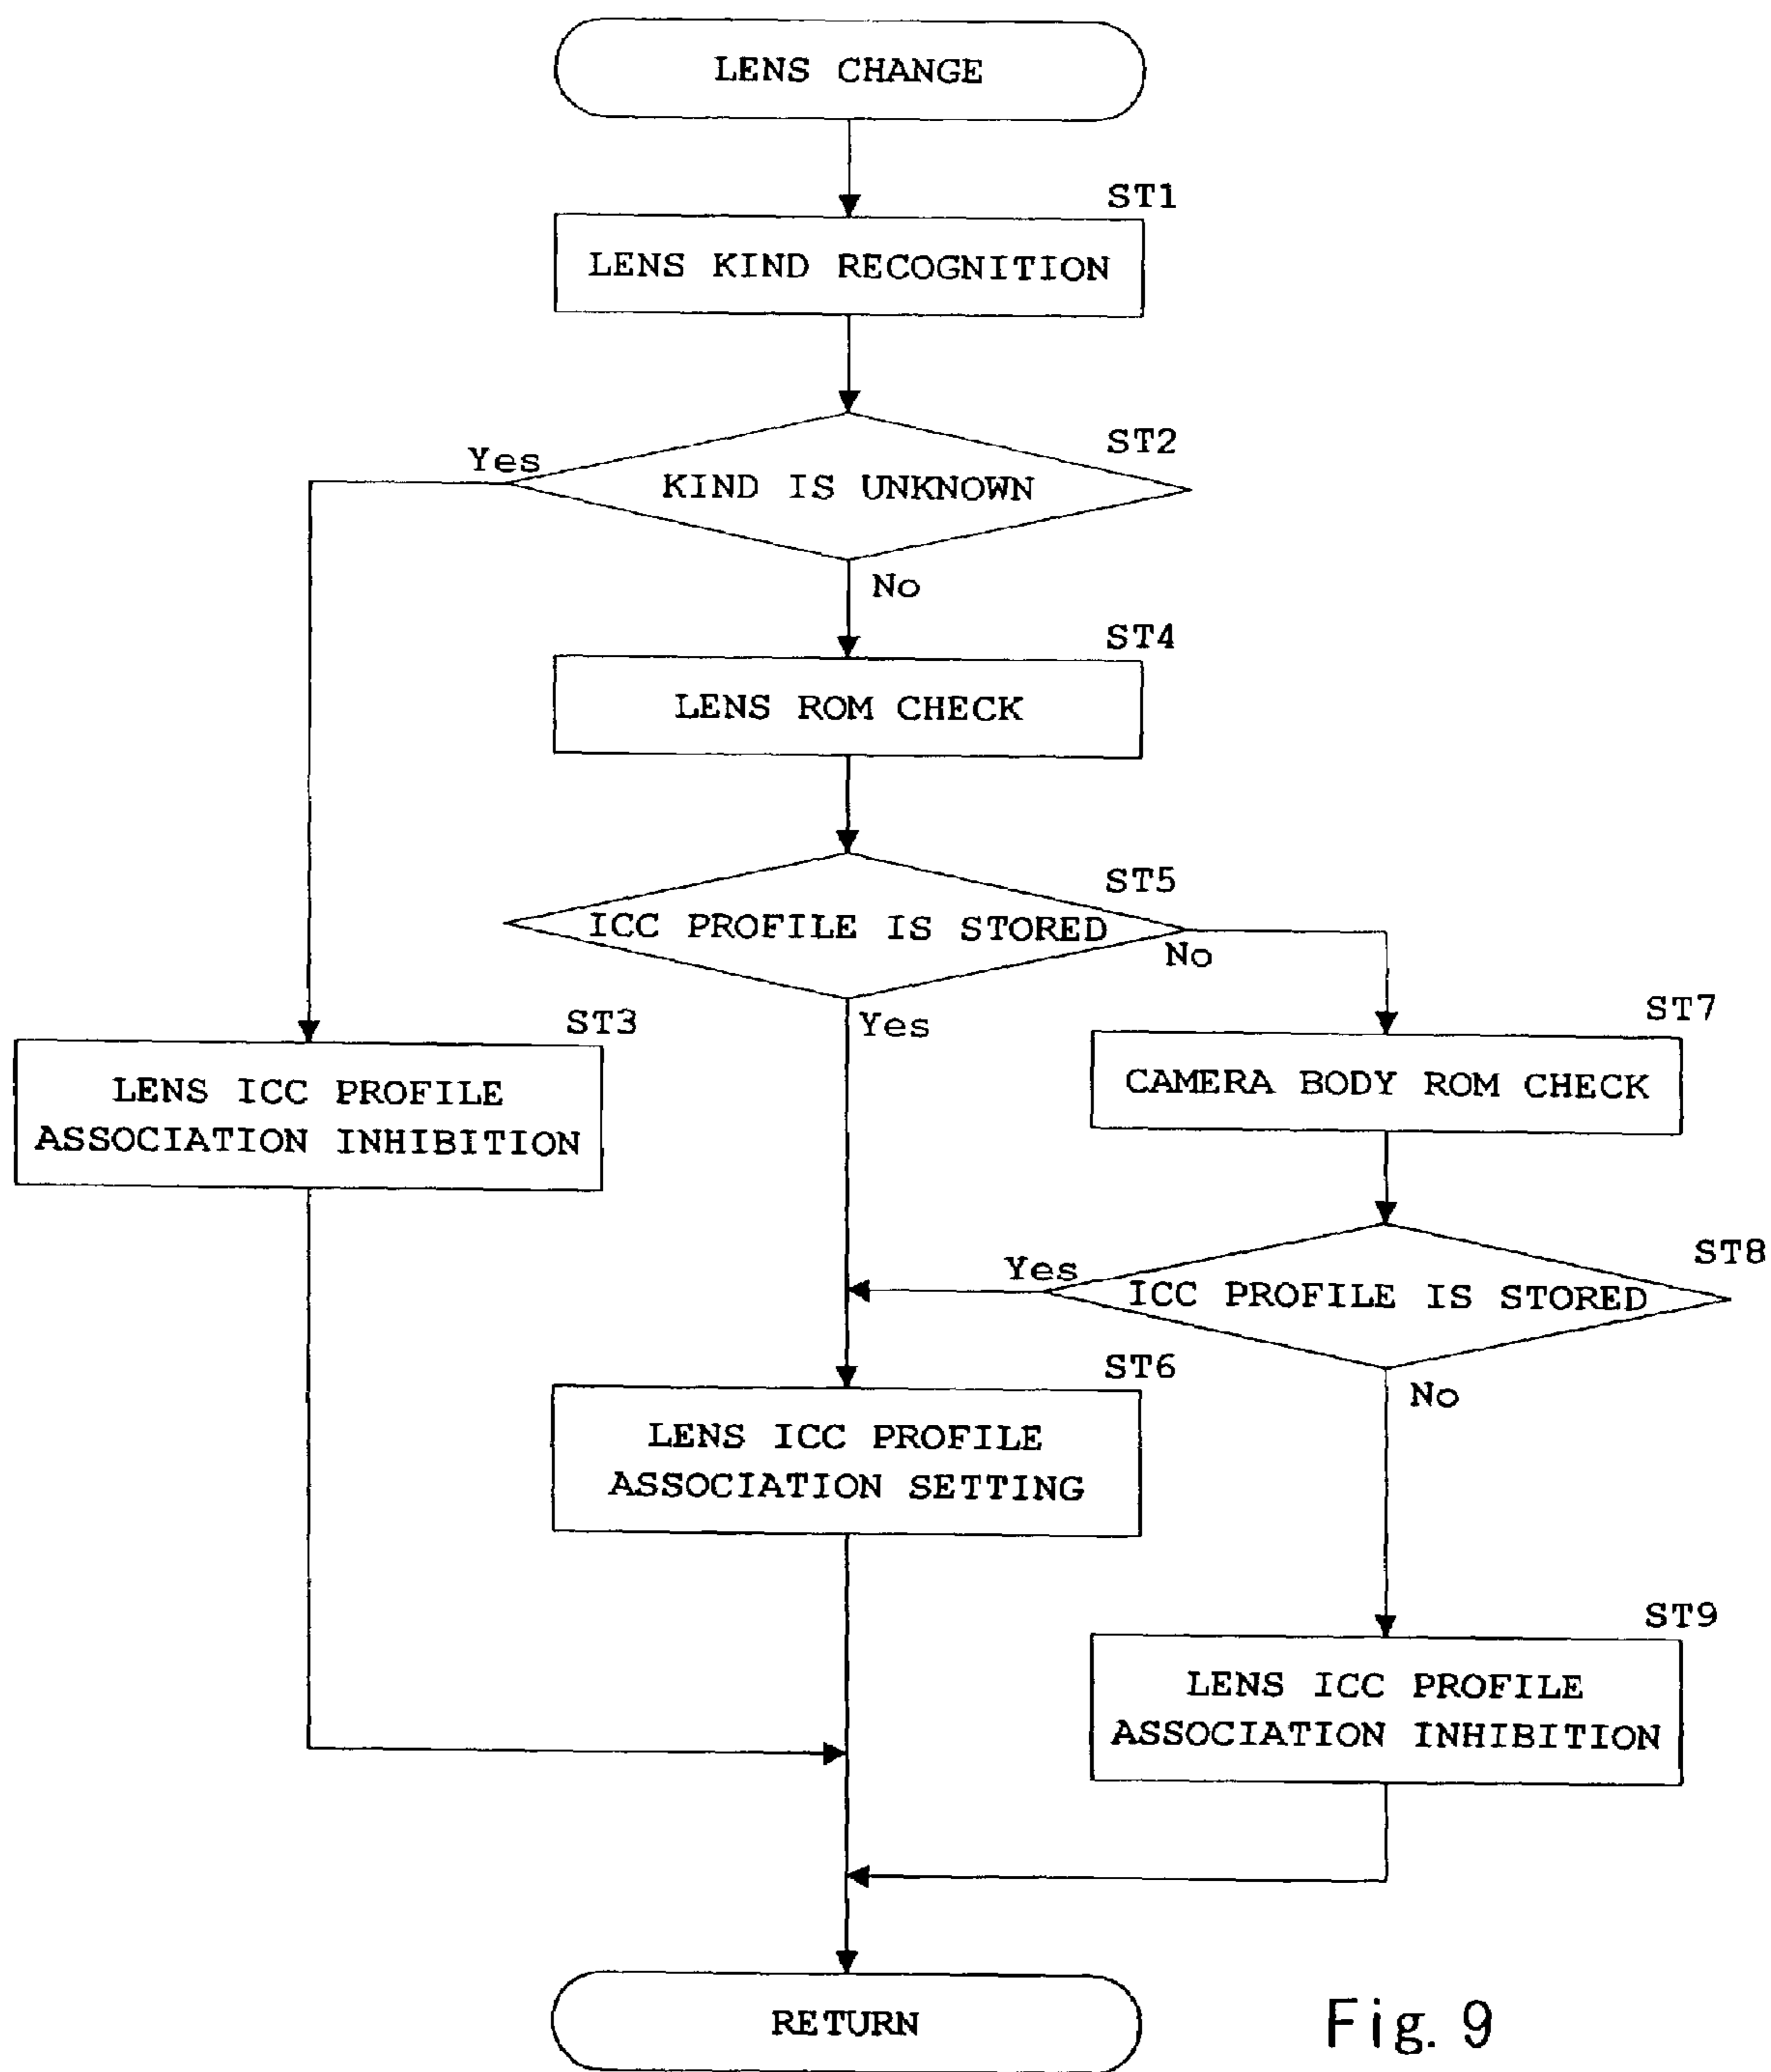 LENS CHANGE
ST1
LENS KIND RECOGNITION
ST2
Yes
KIND IS UNKNOWN
No
ST4
LENS ROM CHECK
ST5
ICC PROFILE IS STORED
No
Yes
ST3
LENS ICC PROFILE
ASSOCIATION INHIBITION
ST7
CAMERA BODY ROM CHECK
ST8
Yes
ICC PROFILE IS STORED
No
ST6
LENS ICC PROFILE
ASSOCIATION SETTING
ST9
LENS ICC PROFILE
ASSOCIATION INHIBITION
RETURN
Fig. 9